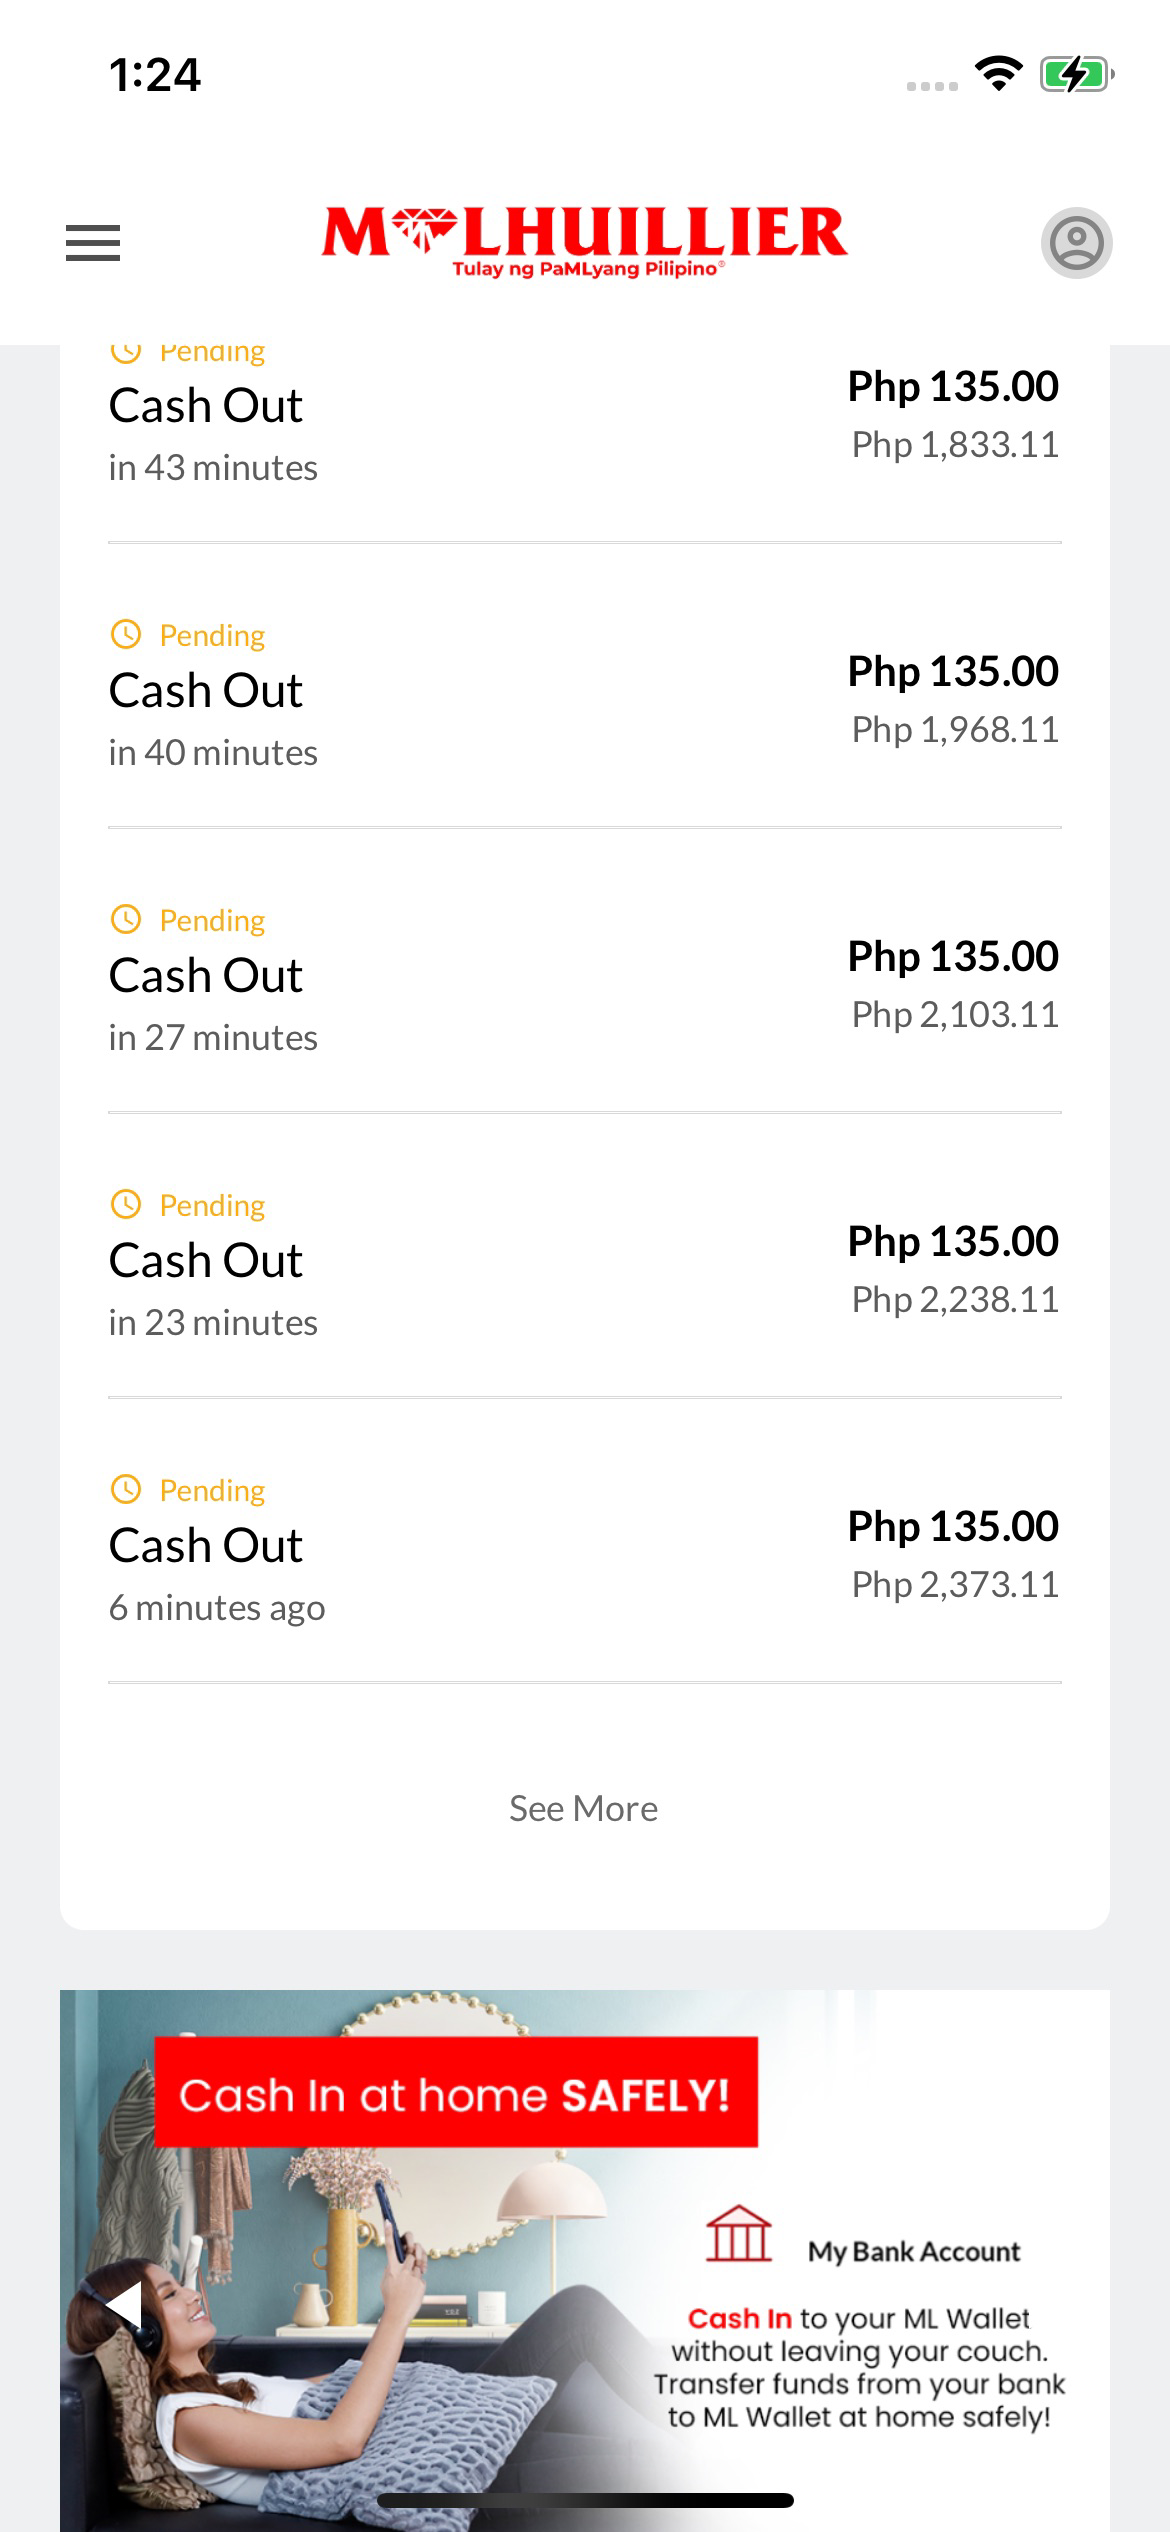 1:24
M LHUILLIER
Tulay ng PaMLyang Pilipino®
Pending
Cash Out
Php 135.00
Php 1,833.11
in 43 minutes
Pending
Cash Out
Php 135.00
Php 1,968.11
in 40 minutes
Pending
Cash Out
Php 135.00
Php 2,103.11
in 27 minutes
Pending
Cash Out
Php 135.00
Php 2,238.11
in 23 minutes
Pending
Cash Out
Php 135.00
Php 2,373.11
6 minutes ago
See More
Cash In at home SAFELY!
My Bank Account
Cash In to your ML Wallet
without leaving your couch.
Transfer funds from your bank
to ML Wallet at home safely!